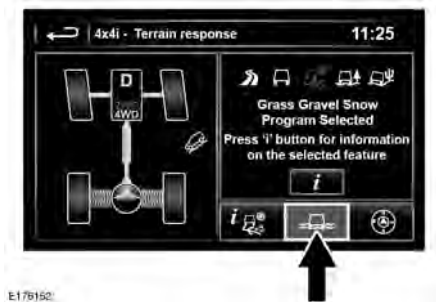 4x4i - Terrain response
11:25
D
4WD
Grass Gravel Snow
Program Selected
Press 'i' button for information
on the selected feature
i
i
E176152